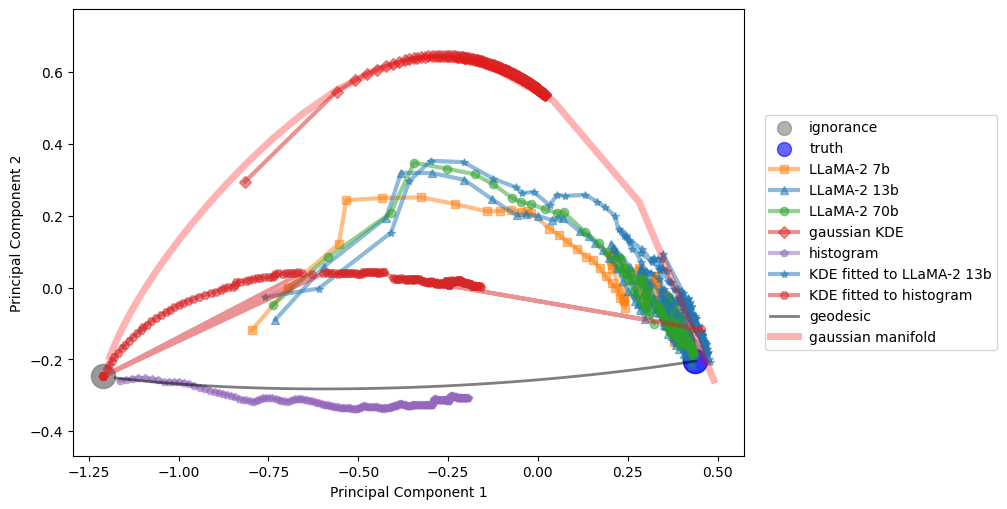 0.6
0.4
0.2
0.0
−0.2
−0.4
Principal Component 2
−1.25
−1.00
−0.75
−0.50
−0.25
0.00
0.25
0.50
Principal Component 1
ignorance
truth
LLaMA-2 7b
LLaMA-2 13b
LLaMA-2 70b
gaussian KDE
histogram
KDE fitted to LLaMA-2 13b
KDE fitted to histogram
geodesic
gaussian manifold